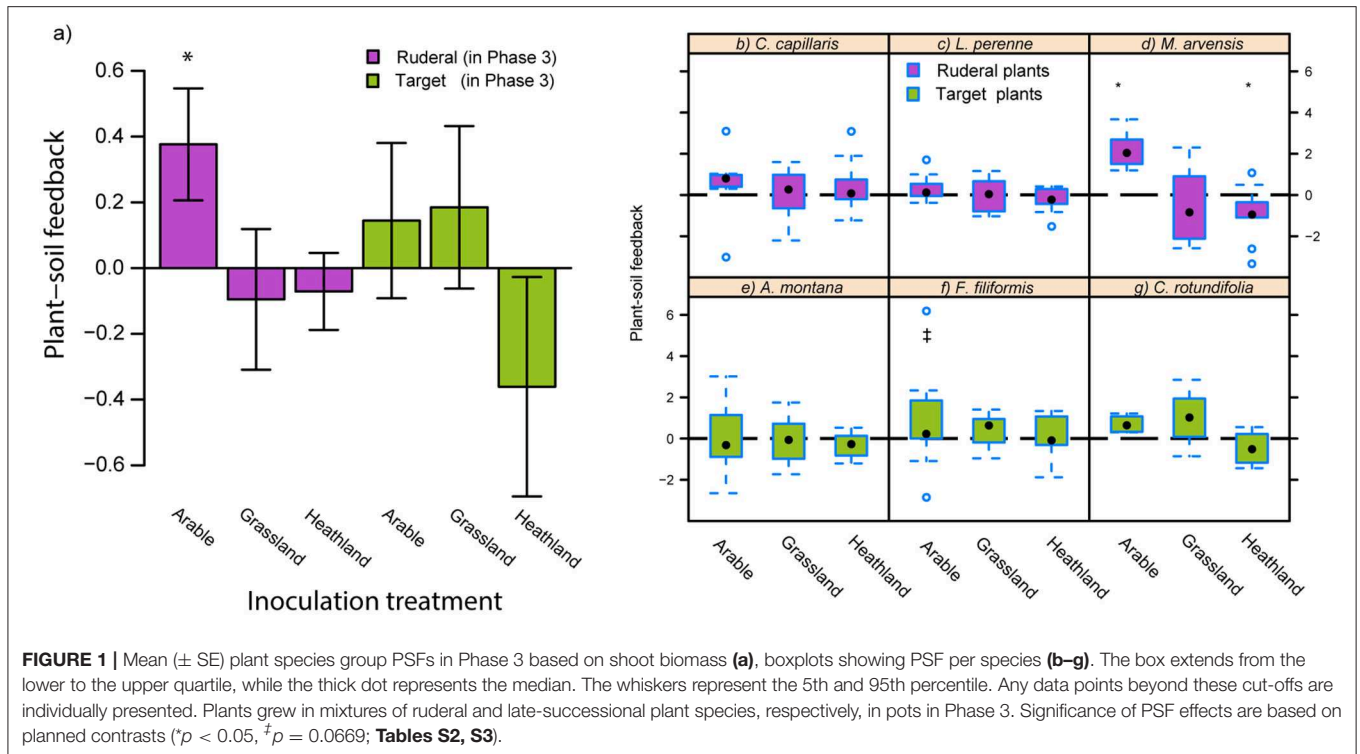 a)
Ruderal (in Phase 3)
Target (in Phase 3)
*
0.6
0.4
0.2
0.0
−0.2
−0.4
−0.6
Plant−soil feedback
Arable
Grassland
Heathland
Arable
Grassland
Heathland
Inoculation treatment
b) C. capillaris
c) L. perenne
d) M. arvensis
Ruderal plants
Target plants
*
*
6
4
2
0
−2
Plant-soil feedback
e) A. montana
f) F. filiformis
g) C. rotundifolia
‡
6
4
2
0
−2
Arable
Grassland
Heathland
Arable
Grassland
Heathland
Arable
Grassland
Heathland
FIGURE 1 | Mean (± SE) plant species group PSFs in Phase 3 based on shoot biomass (a), boxplots showing PSF per species (b–g). The box extends from the
lower to the upper quartile, while the thick dot represents the median. The whiskers represent the 5th and 95th percentile. Any data points beyond these cut-offs are
individually presented. Plants grew in mixtures of ruderal and late-successional plant species, respectively, in pots in Phase 3. Significance of PSF effects are based on
planned contrasts (*p < 0.05, ‡p = 0.0669; Tables S2, S3).